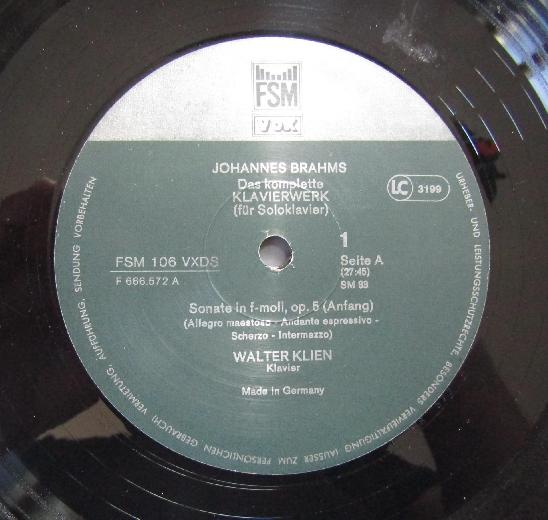 FSM
VOX
JOHANNES BRAHMS
Das komplette
KLAVIERWERK
(für Soloklavier)
LC 3199
FSM 106 VXDS
F 666.572 A
1
Seite A
(27:45)
SM 93
Sonate in f-moll, op. 5 (Anfang)
(Allegro maestoso - Andante espressivo -
Scherzo - Intermezzo)
WALTER KLIEN
Klavier
Made in Germany
URHEBER- UND LEISTUNGSSCHUTZRECHTE, BESONDERS VERVIELFÄLTIGUNG (AUSSER ZUM PERSÖNLICHEN GEBRAUCH) VERMIETUNG, AUFFÜHRUNG, SENDUNG VORBEHALTEN